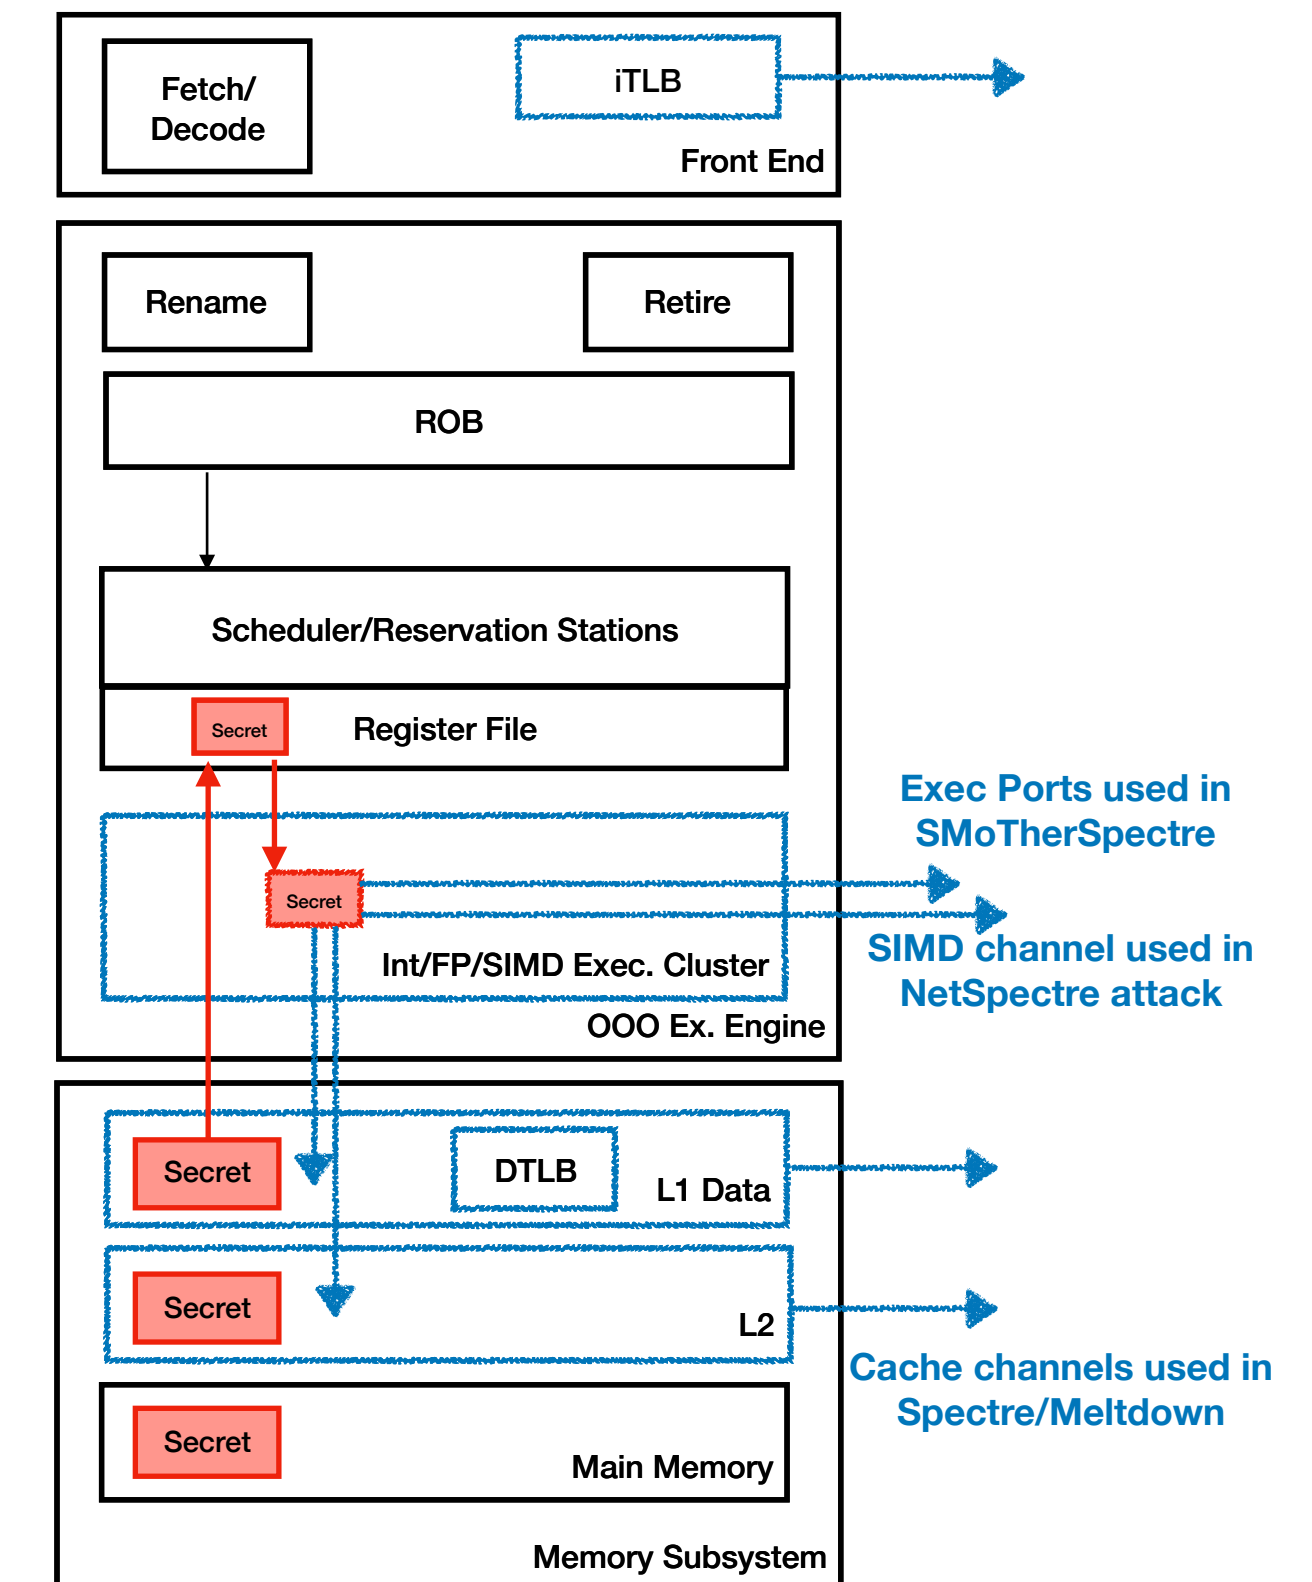 Fetch/
Decode
iTLB
Front End
Rename
Retire
ROB
Scheduler/Reservation Stations
Secret
Register File
Exec Ports used in
SMoTherSpectre
Secret
SIMD channel used in
NetSpectre attack
Int/FP/SIMD Exec. Cluster
OOO Ex. Engine
Secret
DTLB
L1 Data
Secret
L2
Cache channels used in
Spectre/Meltdown
Secret
Main Memory
Memory Subsystem